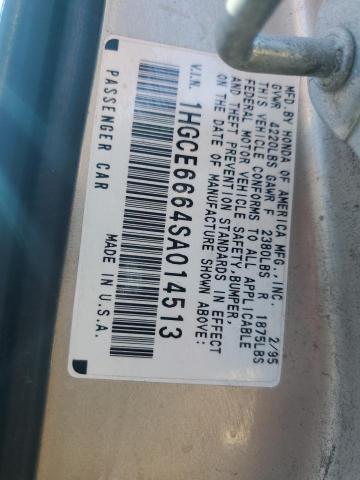 MFD.BY HONDA OF AMERICA MFG.,INC. 2/95
GVWR 4220LBS GAWR F 2380LBS R 1875LBS
THIS VEHICLE CONFORMS TO ALL APPLICABLE
FEDERAL MOTOR VEHICLE SAFETY,BUMPER,
AND THEFT PREVENTION STANDARDS IN EFFECT
ON THE DATE OF MANUFACTURE SHOWN ABOVE:
V.I.N.
1HGCE6664SA014513
PASSENGER CAR MADE IN U.S.A.